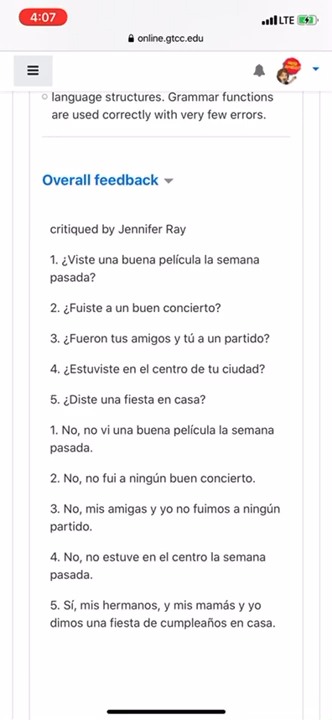 4:07
LTE
online.gtcc.edu
language structures. Grammar functions
are used correctly with very few errors.
Overall feedback
critiqued by Jennifer Ray
1. ¿Viste una buena película la semana
pasada?
2. ¿Fuiste a un buen concierto?
3. ¿Fueron tus amigos y tú a un partido?
4. ¿Estuviste en el centro de tu ciudad?
5. ¿Diste una fiesta en casa?
1. No, no vi una buena película la semana
pasada.
2. No, no fui a ningún buen concierto.
3. No, mis amigas y yo no fuimos a ningún
partido.
4. No, no estuve en el centro la semana
pasada.
5. Sí, mis hermanos, y mis mamás y yo
dimos una fiesta de cumpleaños en casa.